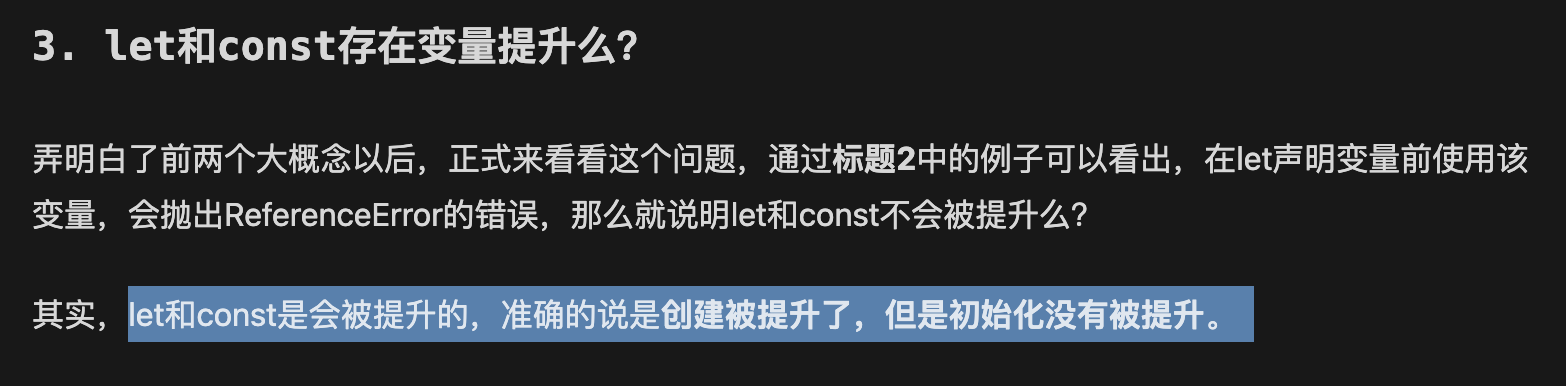 3. let和const存在变量提升么?
弄明白了前两个大概念以后，正式来看看这个问题，通过标题2中的例子可以看出，在let声明变量前使用该
变量，会抛出ReferenceError的错误，那么就说明let和const不会被提升么?
其实，let和const是会被提升的，准确的说是创建被提升了，但是初始化没有被提升。